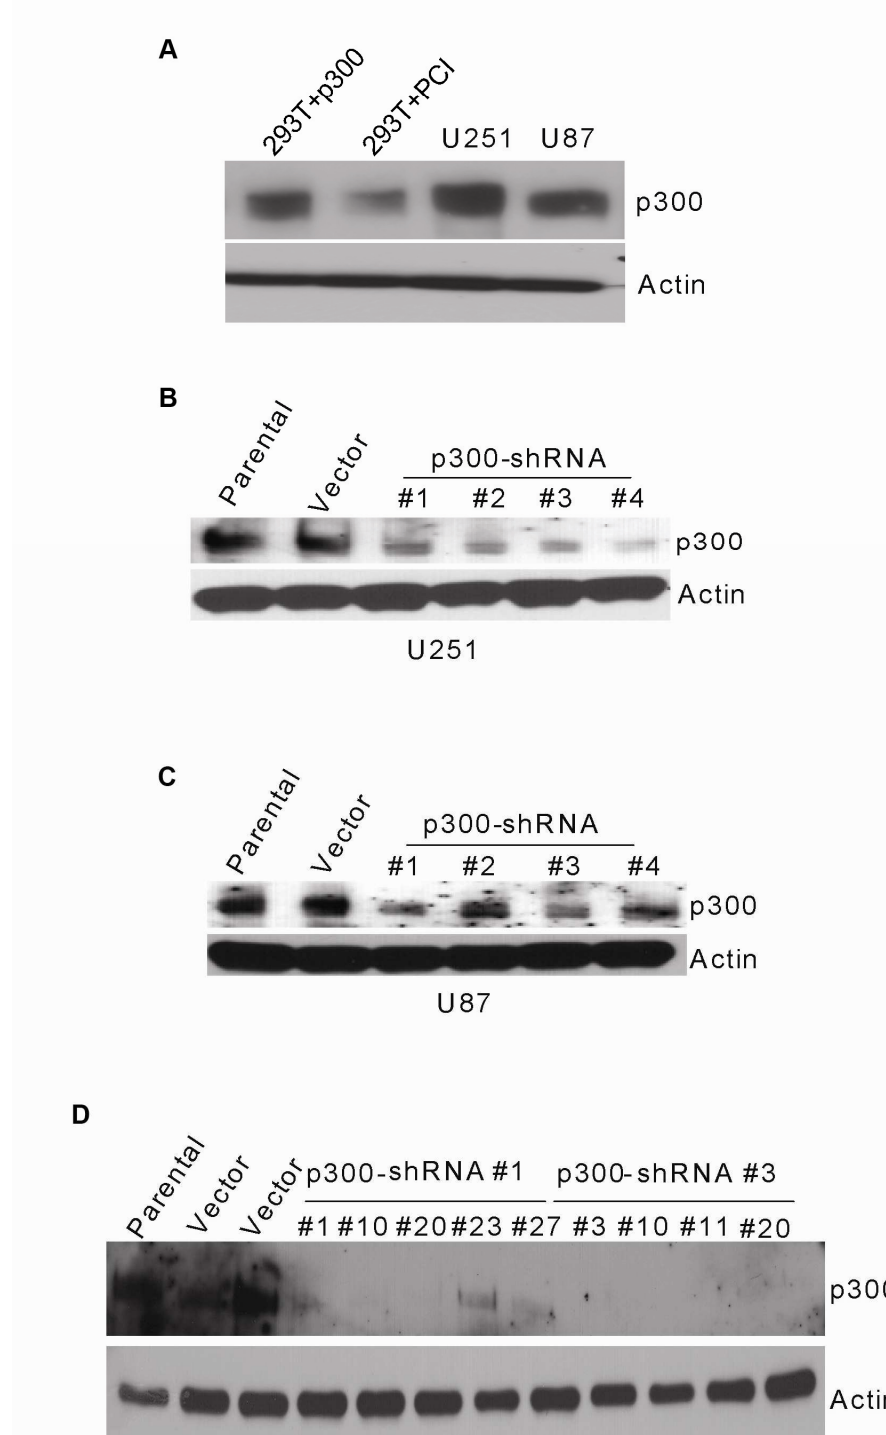 A
293T+p300 293T+PCI U251 U87
p300
Actin
B
Parental Vector p300-shRNA
#1 #2 #3 #4
p300
Actin
U251
C
Parental Vector p300-shRNA
#1 #2 #3 #4
p300
Actin
U87
D
Parental Vector Vector p300-shRNA #1 p300-shRNA #3
#1 #10 #20 #23 #27 #3 #10 #11 #20
p300
Actin